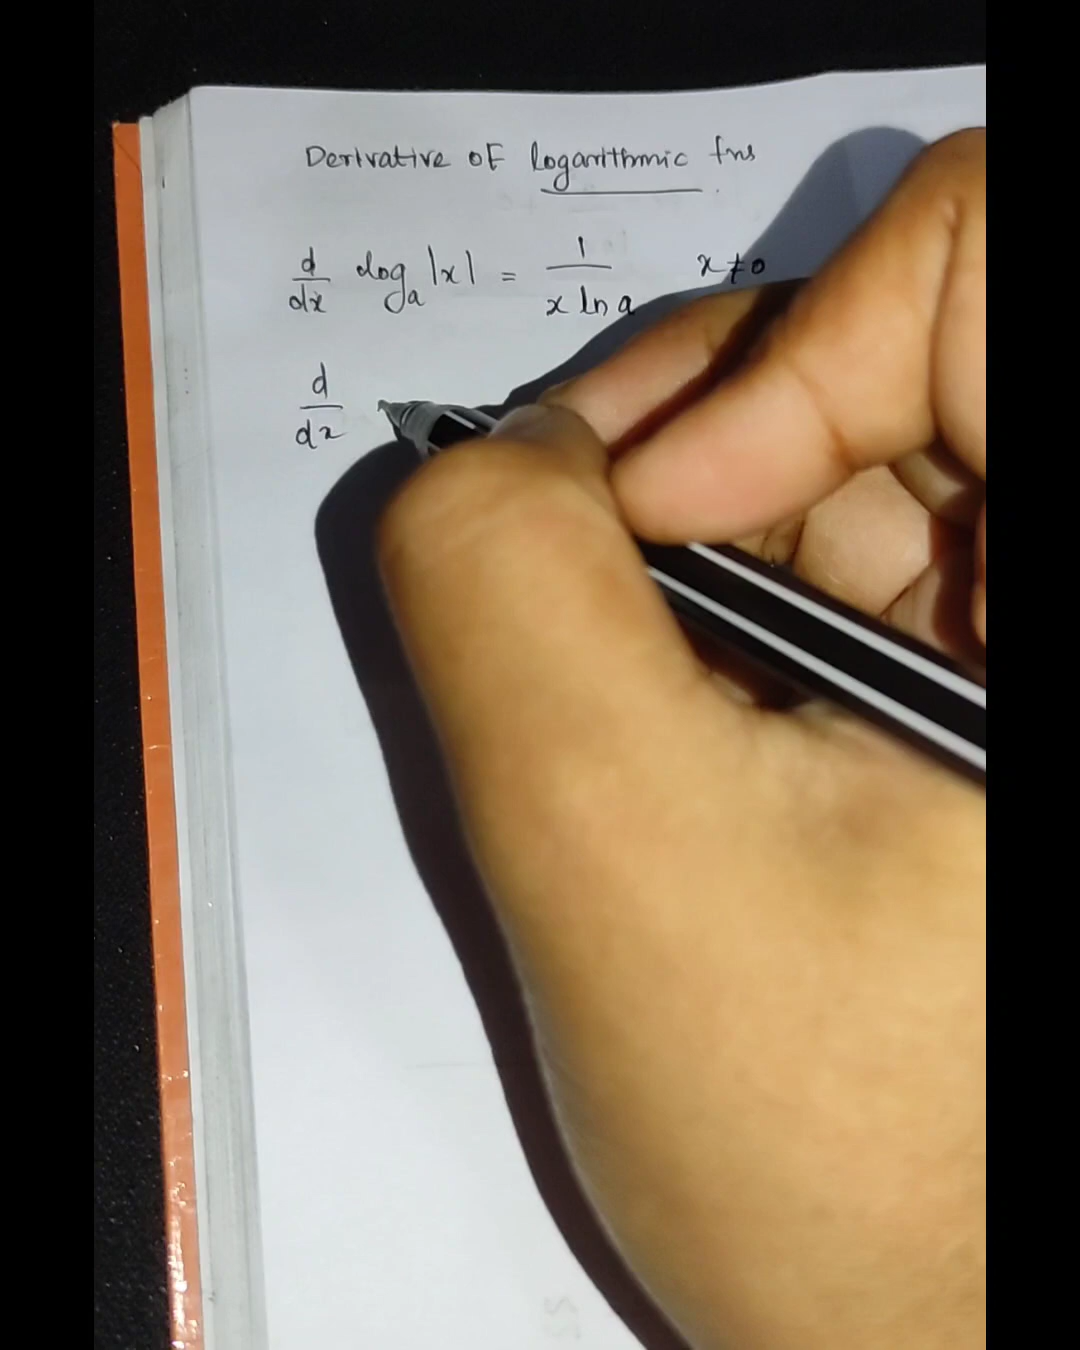 Derivative of logarithmic fns
d/dx log_a |x| = 1/(x ln a) x ≠ 0
d/dx